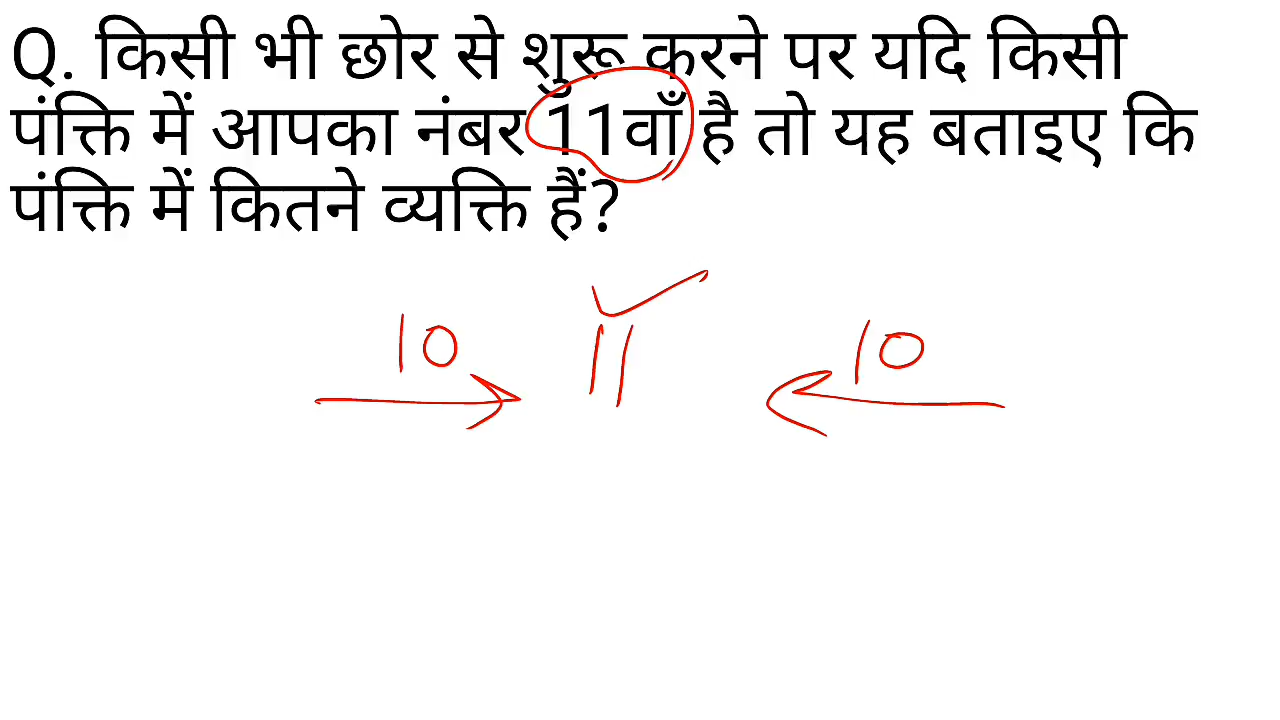 Q. किसी भी छोर से शुरू करने पर यदि किसी
पंक्ति में आपका नंबर 11वाँ है तो यह बताइए कि
पंक्ति में कितने व्यक्ति हैं?
10 11 10